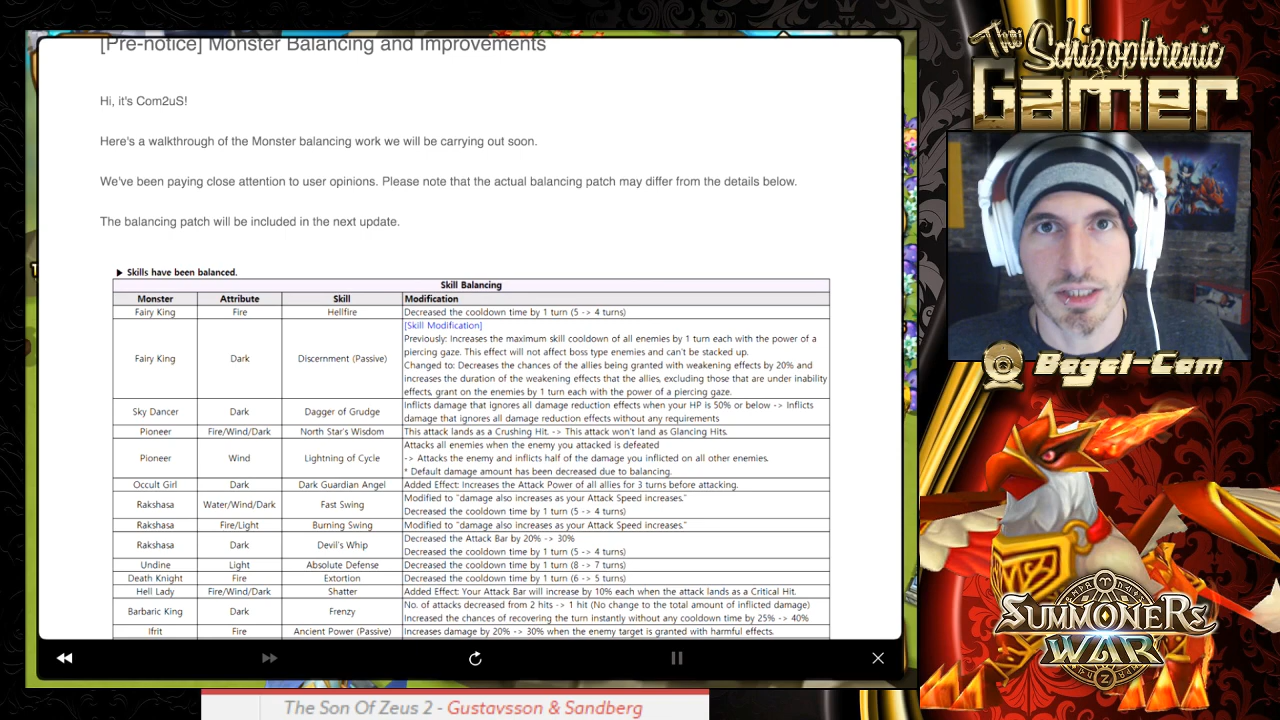 [Pre-notice] Monster Balancing and Improvements
Hi, it's Com2uS!
Here's a walkthrough of the Monster balancing work we will be carrying out soon.
We've been paying close attention to user opinions. Please note that the actual balancing patch may differ from the details below.
The balancing patch will be included in the next update.
▶ Skills have been balanced.
Skill Balancing
Monster Attribute Skill Modification
Fairy King Fire Hellfire Decreased the cooldown time by 1 turn (5 -> 4 turns)
[Skill Modification]
Previously: Increases the maximum skill cooldown of all enemies by 1 turn each with the power of a
piercing gaze. This effect will not affect boss type enemies and can't be stacked up.
Fairy King Dark Discernment (Passive)
Changed to: Decreases the chances of the allies being granted with weakening effects by 20% and
increases the duration of the weakening effects that the allies, excluding those that are under inability
effects, grant on the enemies by 1 turn each with the power of a piercing gaze.
Sky Dancer Dark Dagger of Grudge Inflicts damage that ignores all damage reduction effects when your HP is 50% or below -> Inflicts
damage that ignores all damage reduction effects without any requirements
Pioneer Fire/Wind/Dark North Star's Wisdom This attack lands as a Crushing Hit. -> This attack won't land as Glancing Hits.
Pioneer Wind Lightning of Cycle Attacks all enemies when the enemy you attacked is defeated
-> Attacks the enemy and inflicts half of the damage you inflicted on all other enemies.
* Default damage amount has been decreased due to balancing.
Occult Girl Dark Dark Guardian Angel Added Effect: Increases the Attack Power of all allies for 3 turns before attacking.
Rakshasa Water/Wind/Dark Fast Swing Modified to "damage also increases as your Attack Speed increases."
Decreased the cooldown time by 1 turn (5 -> 4 turns)
Rakshasa Fire/Light Burning Swing Modified to "damage also increases as your Attack Speed increases."
Rakshasa Dark Devil's Whip Decreased the Attack Bar by 20% -> 30%
Decreased the cooldown time by 1 turn (5 -> 4 turns)
Undine Light Absolute Defense Decreased the cooldown time by 1 turn (8 -> 7 turns)
Death Knight Fire Extortion Decreased the cooldown time by 1 turn (6 -> 5 turns)
Hell Lady Fire/Wind/Dark Shatter Added Effect: Your Attack Bar will increase by 10% each when the attack lands as a Critical Hit.
Barbaric King Dark Frenzy No. of attacks decreased from 2 hits -> 1 hit (No change to the total amount of inflicted damage)
Increased the chances of recovering the turn instantly without any cooldown time by 25% -> 40%
Ifrit Fire Ancient Power (Passive) Increases damage by 20% -> 30% when the enemy target is granted with harmful effects.
The Schizophrenic
Gamer
Bagel-Cam
SUMMONERS
WAR
The Son Of Zeus 2 - Gustavsson & Sandberg